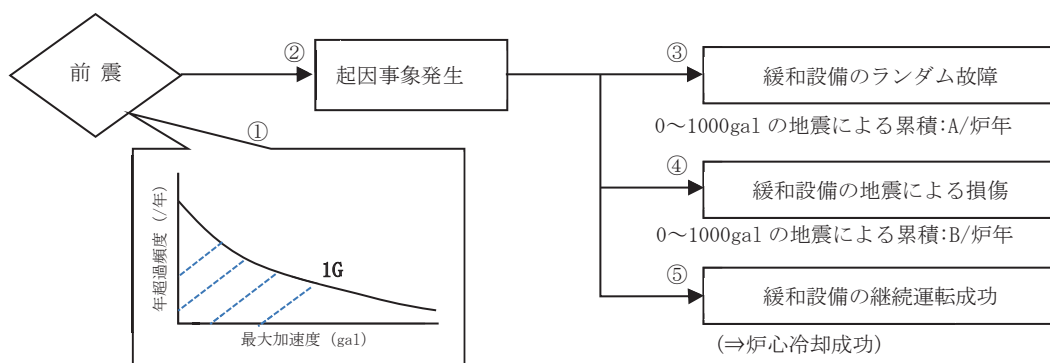 前 震
②
起因事象発生
③
緩和設備のランダム故障
0～1000gal の地震による累積:A/炉年
①
④
緩和設備の地震による損傷
0～1000gal の地震による累積:B/炉年
⑤
緩和設備の継続運転成功
(⇒炉心冷却成功)
年超過頻度 (/年)
1G
最大加速度 (gal)